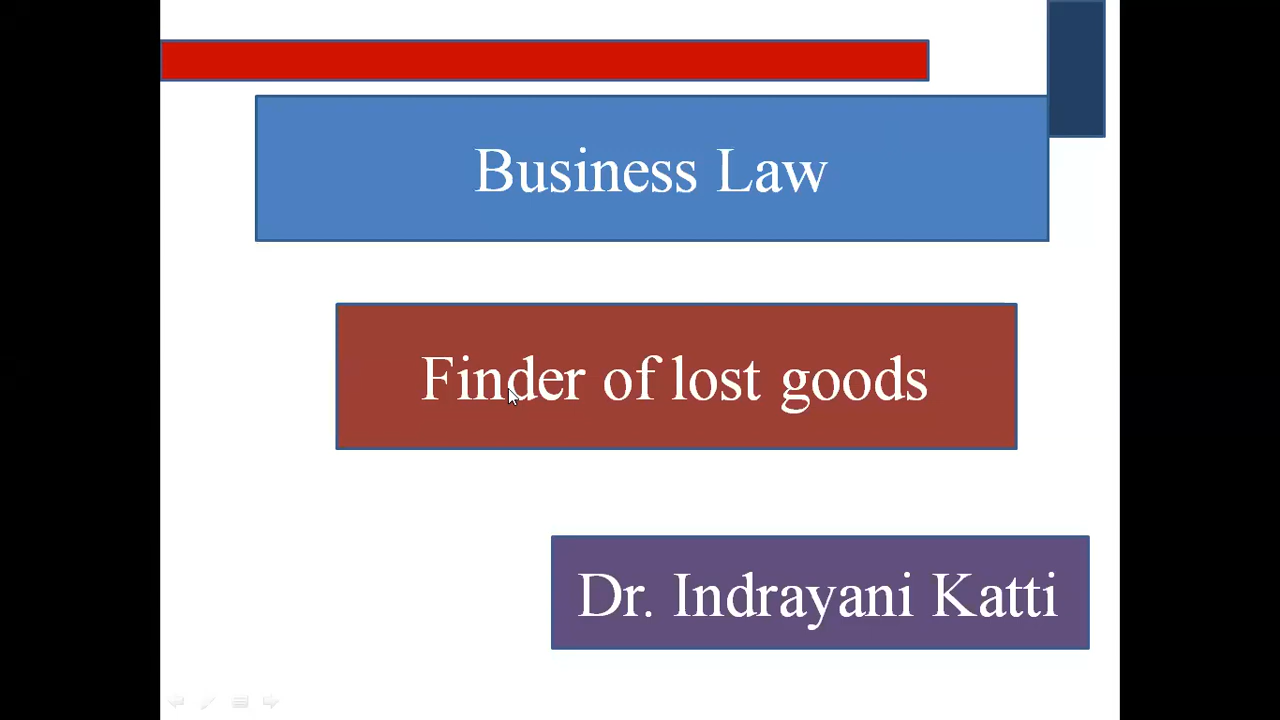 Business Law
Finder of lost goods
Dr. Indrayani Katti